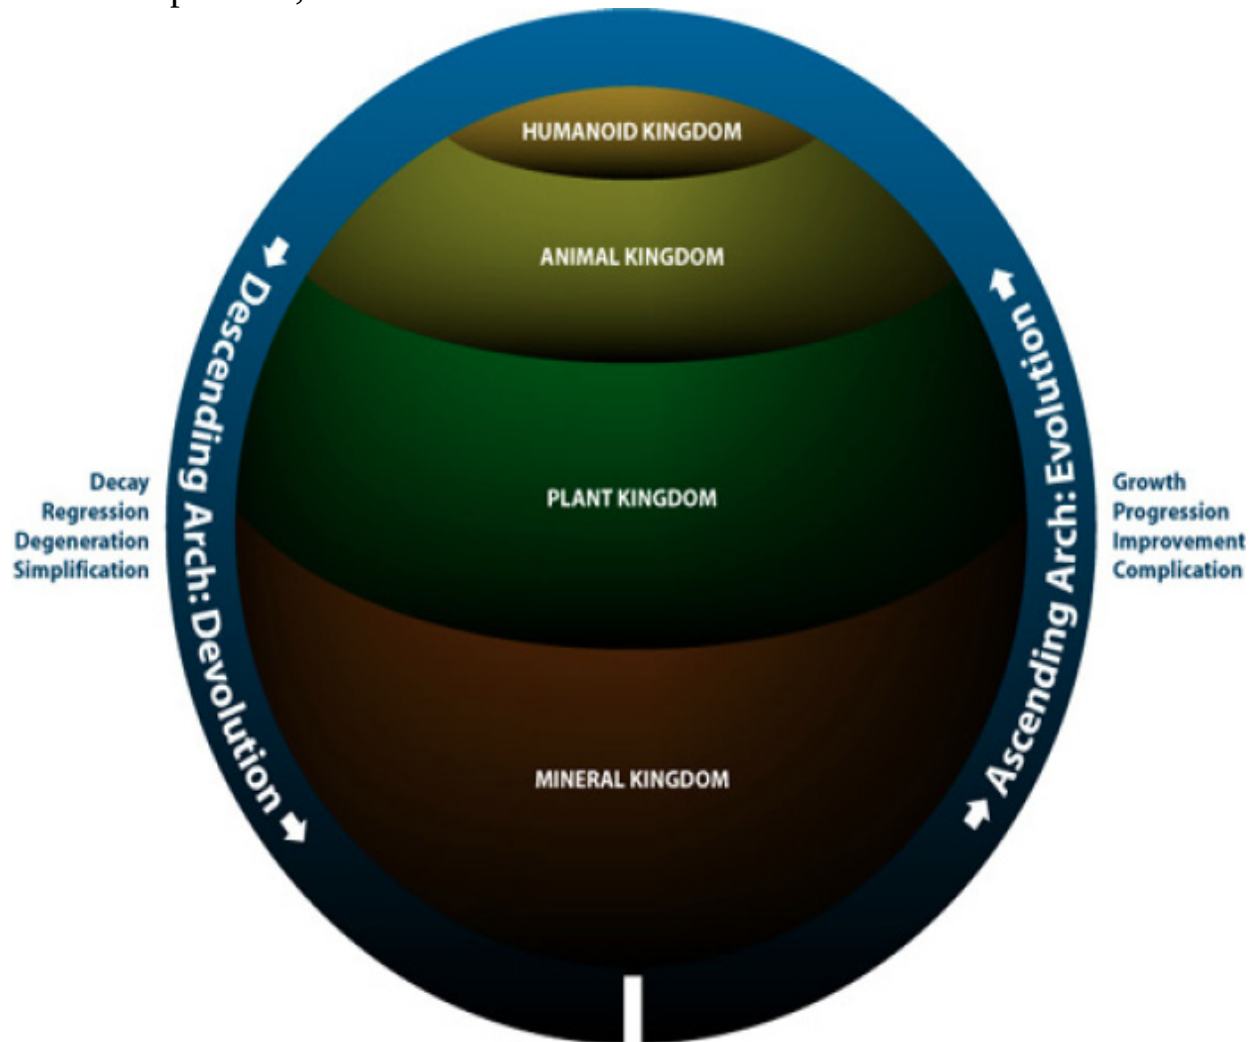 HUMANOID KINGDOM
ANIMAL KINGDOM
PLANT KINGDOM
MINERAL KINGDOM
Descending Arch: Devolution
Decay
Regression
Degeneration
Simplification
Ascending Arch: Evolution
Growth
Progression
Improvement
Complication